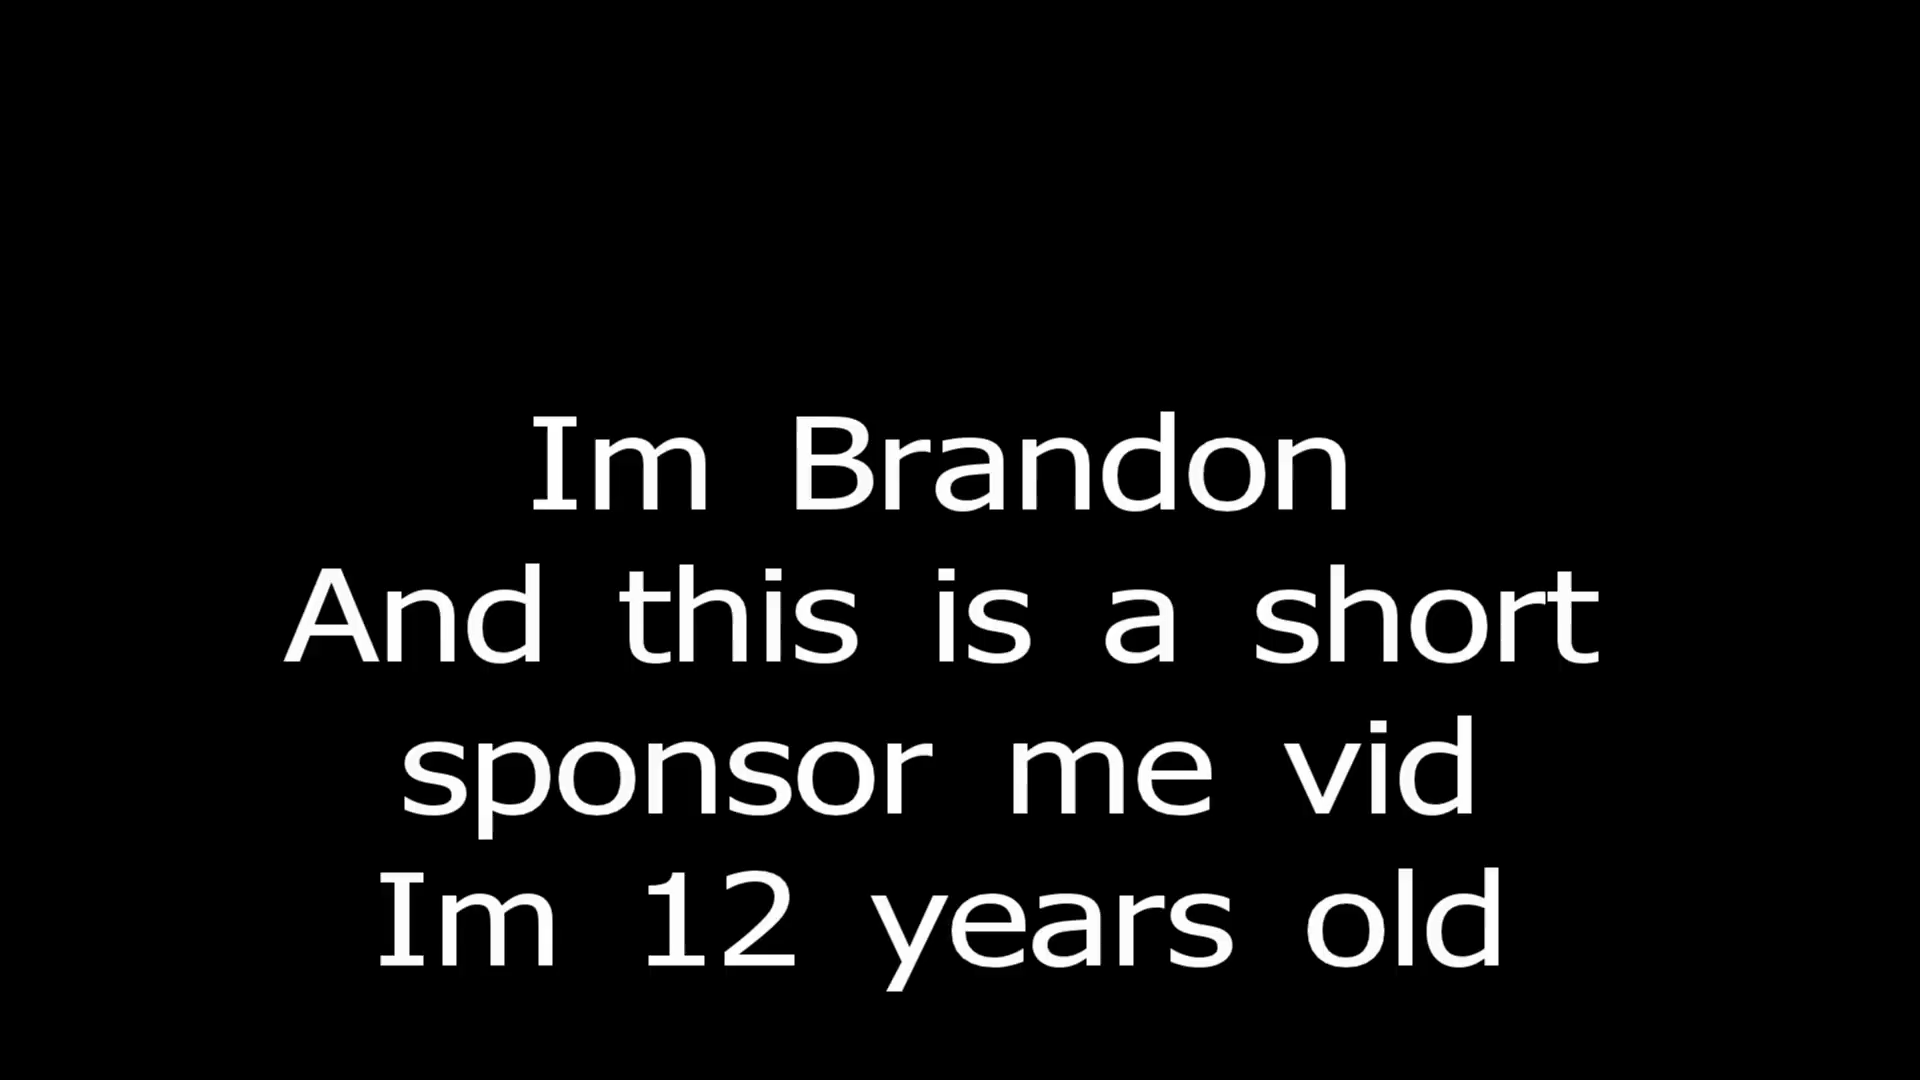 Im Brandon
And this is a short
sponsor me vid
Im 12 years old